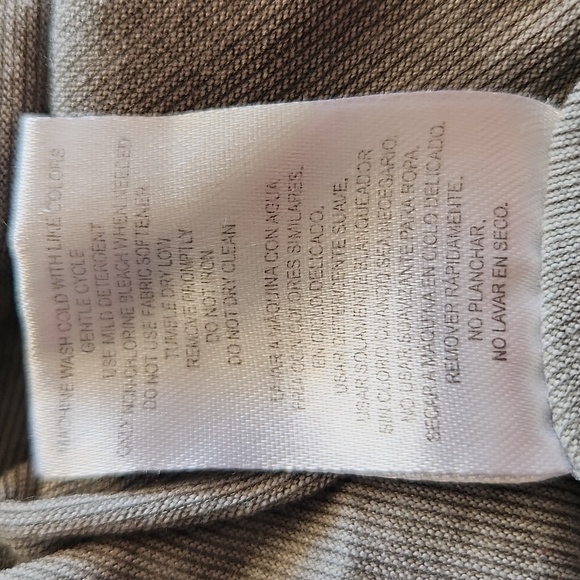 MACHINE WASH COLD WITH LIKE COLORS
GENTLE CYCLE
USE MILD DETERGENT
ONLY NON-CHLORINE BLEACH WHEN NEEDED
DO NOT USE FABRIC SOFTENER
TUMBLE DRY LOW
REMOVE PROMPTLY
DO NOT IRON
DO NOT DRY CLEAN
LAVAR A MAQUINA CON AGUA
FRIA CON COLORES SIMILARES.
EN CICLO DELICADO.
USAR DETERGENTE SUAVE.
USAR SOLAMENTE BLANQUEADOR
SIN CLORO CUANTO SEA NECESARIO.
NO USAR SUAVIZANTE PARA ROPA.
SECAR A MAQUINA EN CICLO DELICADO.
REMOVER RAPIDAMENTE.
NO PLANCHAR.
NO LAVAR EN SECO.